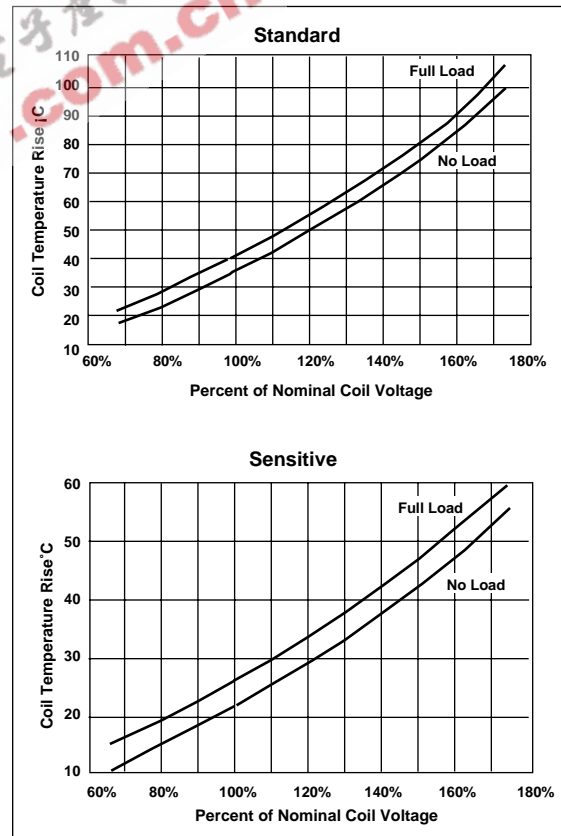 .com.cn
Standard
Coil Temperature Rise ¡C
110
100
90
80
70
60
50
40
30
20
10
Full Load
No Load
60% 80% 100% 120% 140% 160% 180%
Percent of Nominal Coil Voltage
Sensitive
Coil Temperature Rise˚C
60
50
40
30
20
10
Full Load
No Load
60% 80% 100% 120% 140% 160% 180%
Percent of Nominal Coil Voltage